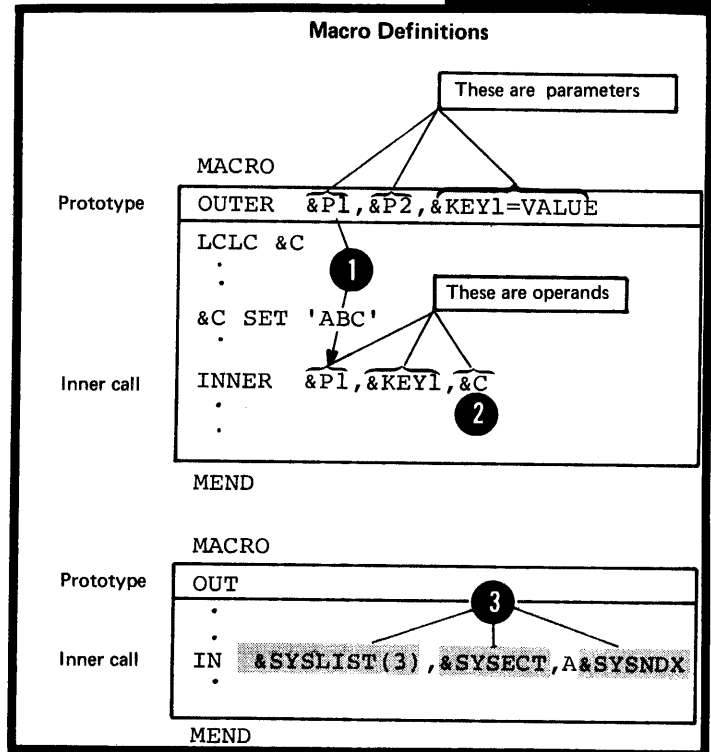 Macro Definitions
These are parameters
MACRO
Prototype
OUTER &P1,&P2,&KEY1=VALUE
LCLC &C
1
These are operands
&C SET 'ABC'
Inner call
INNER &P1,&KEY1,&C
2
MEND
MACRO
Prototype
OUT
3
Inner call
IN &SYSLIST(3),&SYSECT,A&SYSNDX
MEND